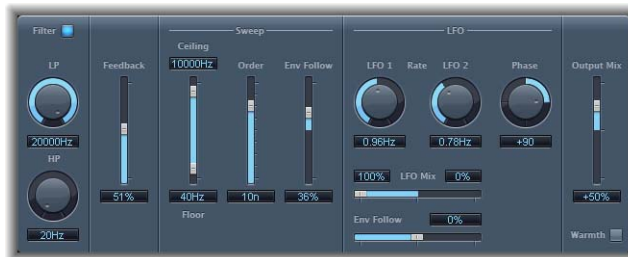 Filter
LP
20000Hz
HP
20Hz
Feedback
51%
Sweep
Ceiling
10000Hz
Order
Env Follow
40Hz
10n
36%
Floor
LFO
LFO 1 Rate LFO 2
Phase
0.96Hz
0.78Hz
+90
100% LFO Mix 0%
Env Follow 0%
Output Mix
+50%
Warmth